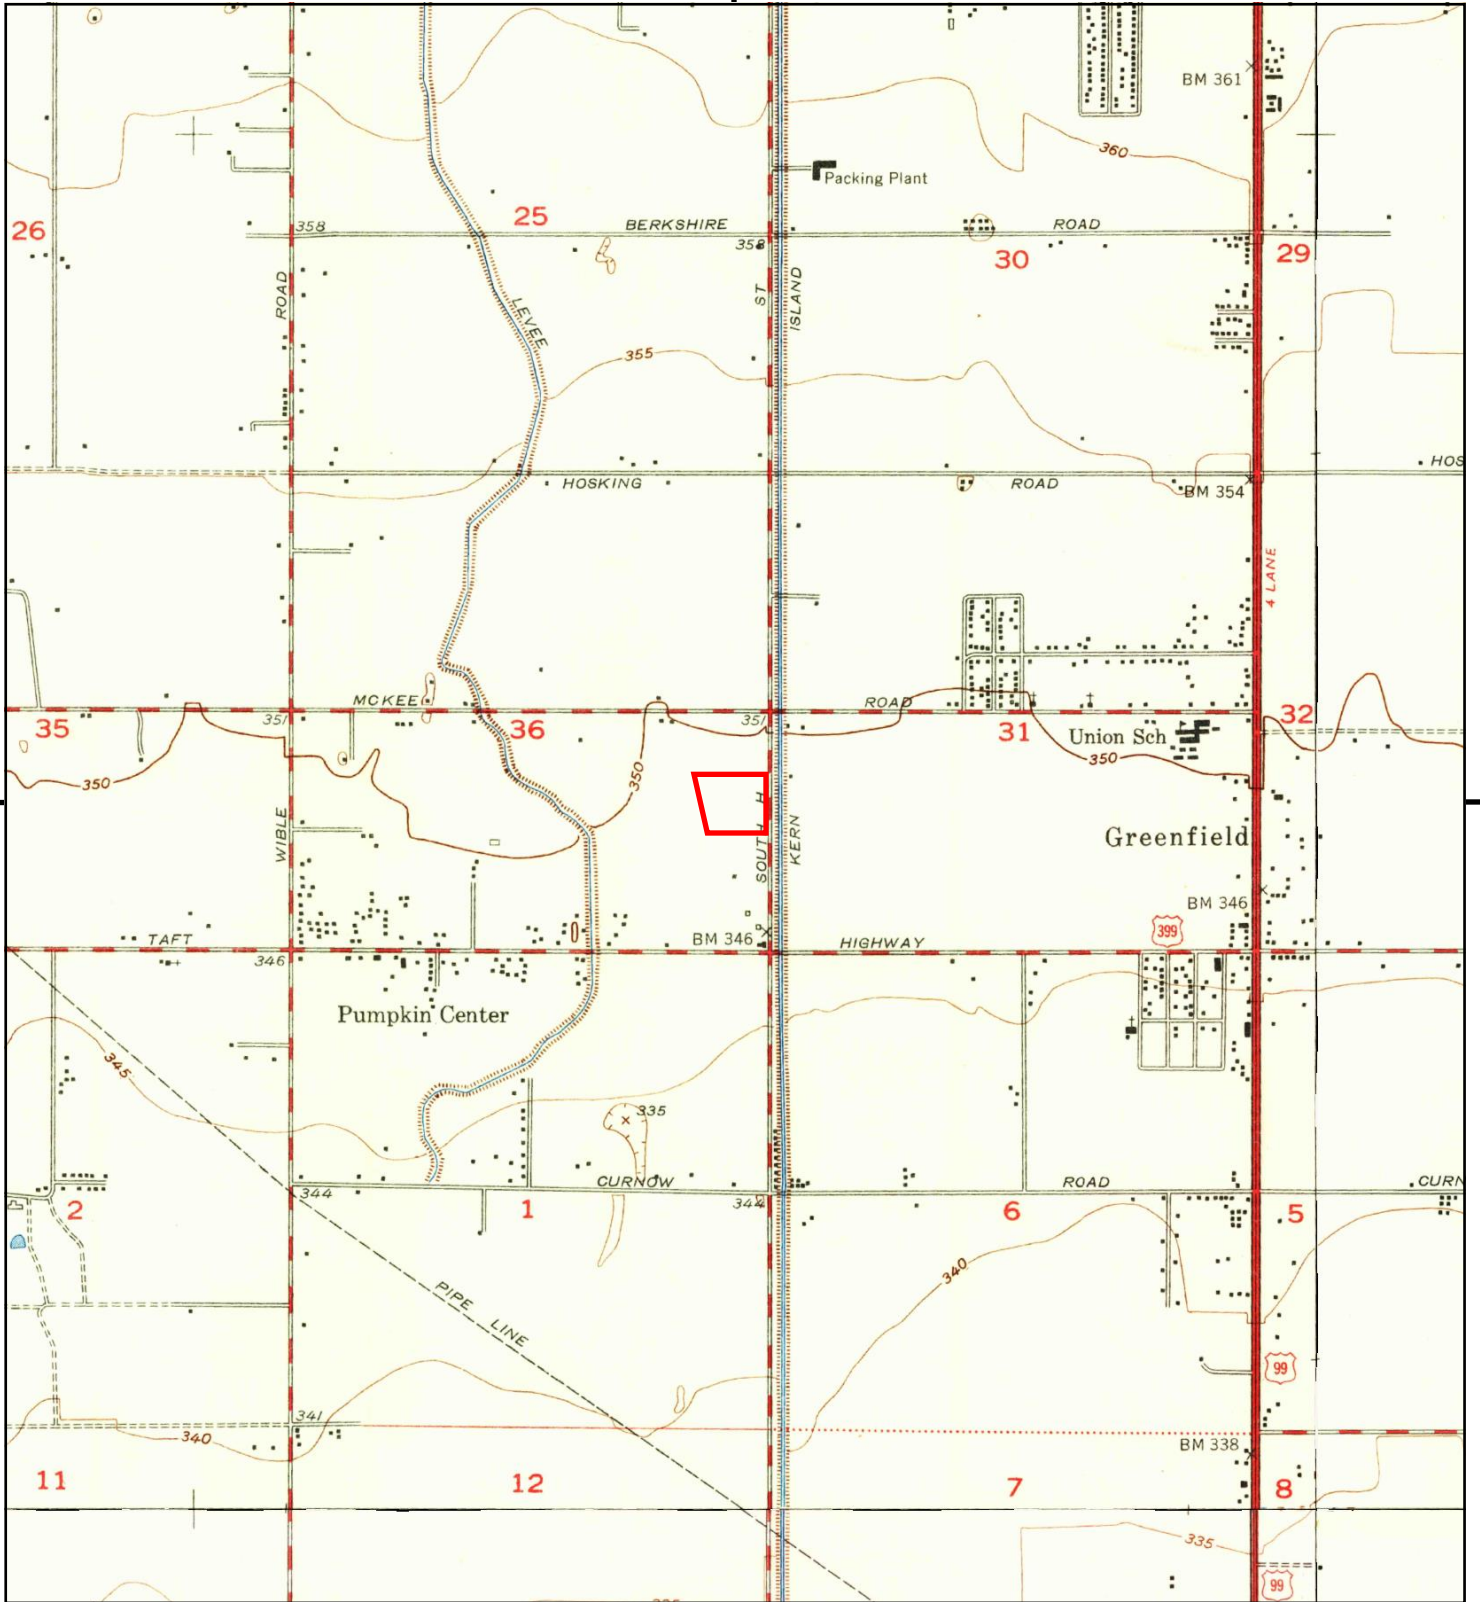 BM 361
360
Packing Plant
26
25
BERKSHIRE
ROAD
358
358
30
29
ROAD
ST
ISLAND
LEVEE
355
HOSKING
ROAD
HOS
BM 354
4 LANE
MCKEE
ROAD
35
351
36
351
31
32
Union Sch
350
350
350
WIBLE
SOUTH H
KERN
Greenfield
BM 346
399
TAFT
346
BM 346
HIGHWAY
Pumpkin Center
345
335
CURNOW
ROAD
CURN
344
344
2
1
6
5
340
PIPE LINE
99
341
340
BM 338
11
12
7
8
335
99